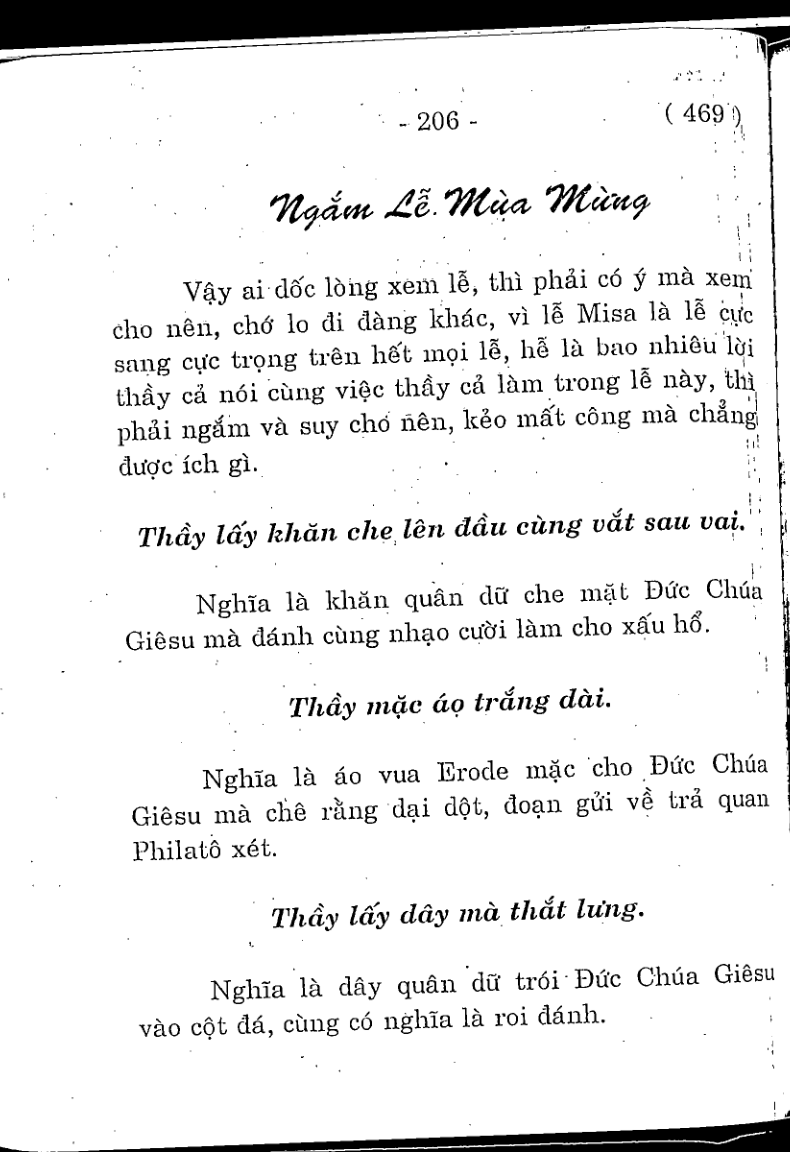 - 206 -
( 469 )
Ngắm Lễ Mùa Mừng
Vậy ai dốc lòng xem lễ, thì phải có ý mà xem
cho nên, chớ lo đi đàng khác, vì lễ Misa là lễ cực
sang cực trọng trên hết mọi lễ, hễ là bao nhiêu lời
thầy cả nói cùng việc thầy cả làm trong lễ này, thì
phải ngắm và suy cho nên, kẻo mất công mà chẳng
được ích gì.
Thầy lấy khăn che lên đầu cùng vắt sau vai.
Nghĩa là khăn quân dữ che mặt Đức Chúa
Giêsu mà đánh cùng nhạo cười làm cho xấu hổ.
Thầy mặc áo trắng dài.
Nghĩa là áo vua Erode mặc cho Đức Chúa
Giêsu mà chê rằng dại dột, đoạn gửi về trả quan
Philatô xét.
Thầy lấy dây mà thắt lưng.
Nghĩa là dây quân dữ trói Đức Chúa Giêsu
vào cột đá, cùng có nghĩa là roi đánh.